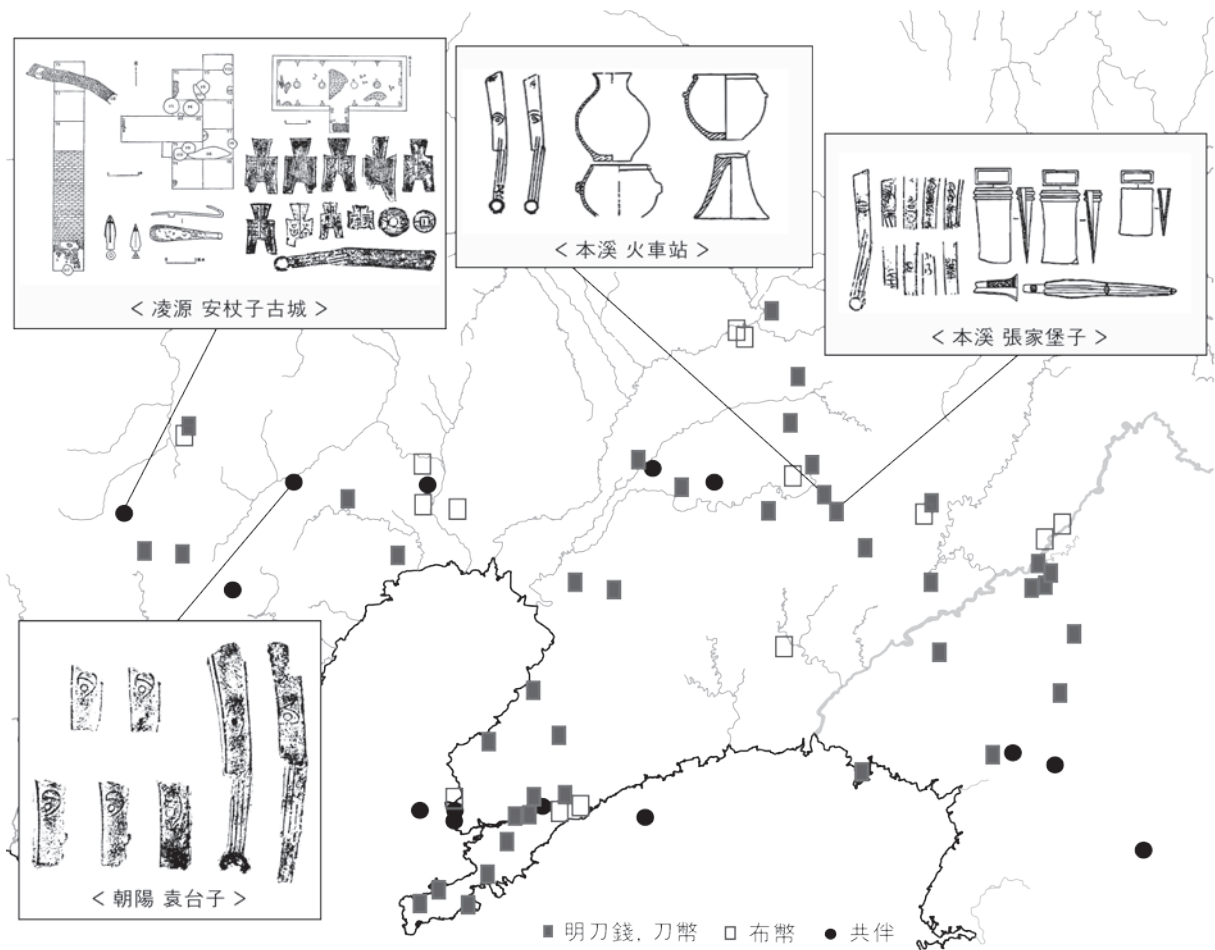 < 凌源 安杖子古城 >
< 本溪 火車站 >
< 本溪 張家堡子 >
< 朝陽 袁台子 >
明刀錢, 刀幣 布幣 共伴